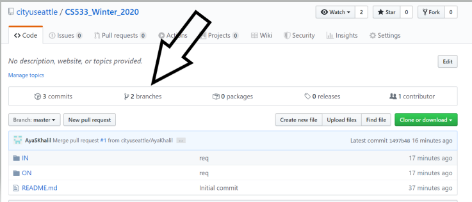 cityuseattle / CS533_Winter_2020
Watch 2 Star 0 Fork 0
Code Issues 0 Pull requests 0 Actions Projects 0 Wiki Security Insights Settings
No description, website, or topics provided. Edit
Manage topics
3 commits 2 branches 0 packages 0 releases 1 contributor
Branch: master New pull request Create new file Upload files Find file Clone or download
AyaSKhalil Merge pull request #1 from cityuseattle/AyaKhalil Latest commit 16 minutes ago
IN req 17 minutes ago
ON req 17 minutes ago
README.md Initial commit 37 minutes ago